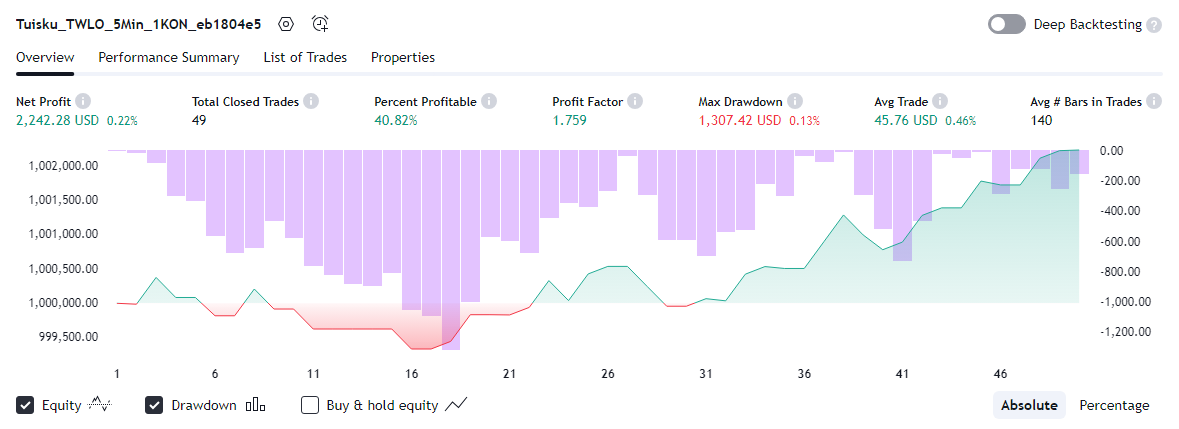 Tuisku_TWLO_5Min_1KON_eb1804e5 Deep Backtesting ?
Overview Performance Summary List of Trades Properties
Net Profit i Total Closed Trades i Percent Profitable i Profit Factor i Max Drawdown i Avg Trade i Avg # Bars in Trades i
2,242.28 USD 0.22% 49 40.82% 1.759 1,307.42 USD 0.13% 45.76 USD 0.46% 140
1,002,000.00
1,001,500.00
1,001,000.00
1,000,500.00
1,000,000.00
999,500.00
0.00
-200.00
-400.00
-600.00
-800.00
-1,000.00
-1,200.00
1 6 11 16 21 26 31 36 41 46
Equity Drawdown Buy & hold equity Absolute Percentage